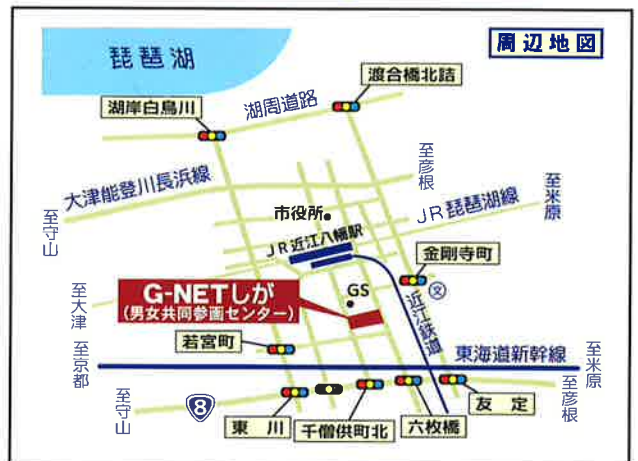 周辺地図
琵琶湖
渡合橋北詰
湖岸白鳥川
湖周道路
至彦根
大津能登川長浜線
至米原
至守山
市役所
JR琵琶湖線
JR近江八幡駅
金剛寺町
至大津
G-NETしが
(男女共同参画センター)
GS
文
近江鉄道
至京都
若宮町
東海道新幹線
至米原
至守山
8
東川
千僧供町北
六枚橋
友定
至彦根